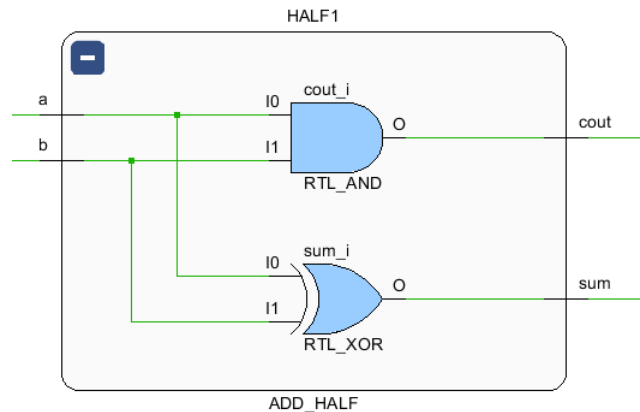 HALF1
cout_i
a
I0
O
cout
b
I1
RTL_AND
sum_i
I0
O
sum
I1
RTL_XOR
ADD_HALF